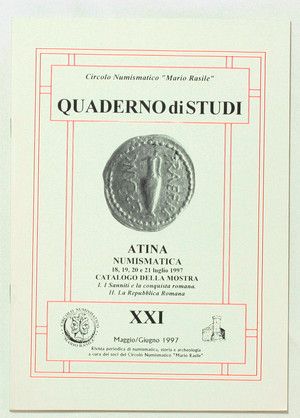 Circolo Numismatico "Mario Rasile"
QUADERNO di STUDI
ATINA
NUMISMATICA
18, 19, 20 e 21 luglio 1997
CATALOGO DELLA MOSTRA
I. I Sanniti e la conquista romana.
II. La Repubblica Romana
XXI
Maggio/Giugno 1997
Rivista periodica di numismatica, storia e archeologia
a cura dei soci del Circolo Numismatico "Mario Rasile"